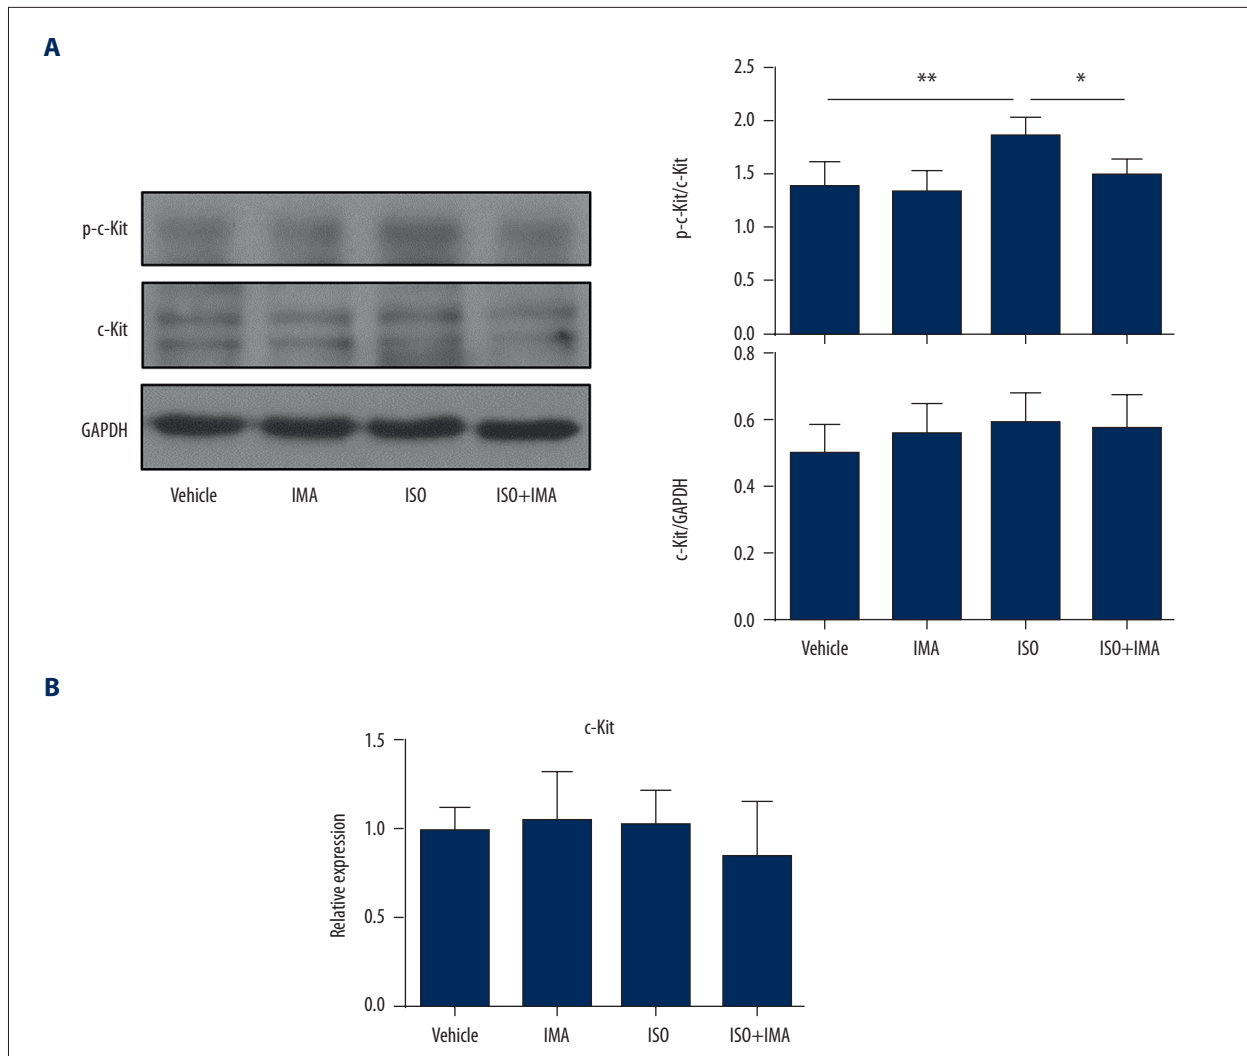 A
p-c-Kit
c-Kit
GAPDH
Vehicle IMA ISO ISO+IMA
p-c-Kit/c-Kit
2.5
2.0
1.5
1.0
0.5
0.0
** *
c-Kit/GAPDH
0.8
0.6
0.4
0.2
0.0
Vehicle IMA ISO ISO+IMA
B
c-Kit
Relative expression
1.5
1.0
0.5
0.0
Vehicle IMA ISO ISO+IMA